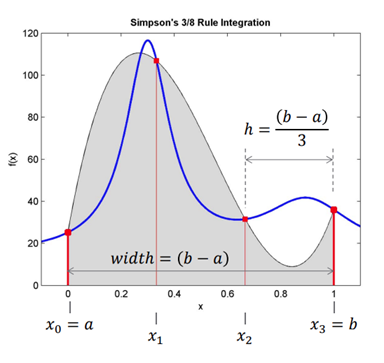 Simpson's 3/8 Rule Integration
120
100
80
60
40
20
0
f(x)
h = (b − a) / 3
width = (b − a)
0 0.2 0.4 0.6 0.8 1
x
x₀ = a x₁ x₂ x₃ = b